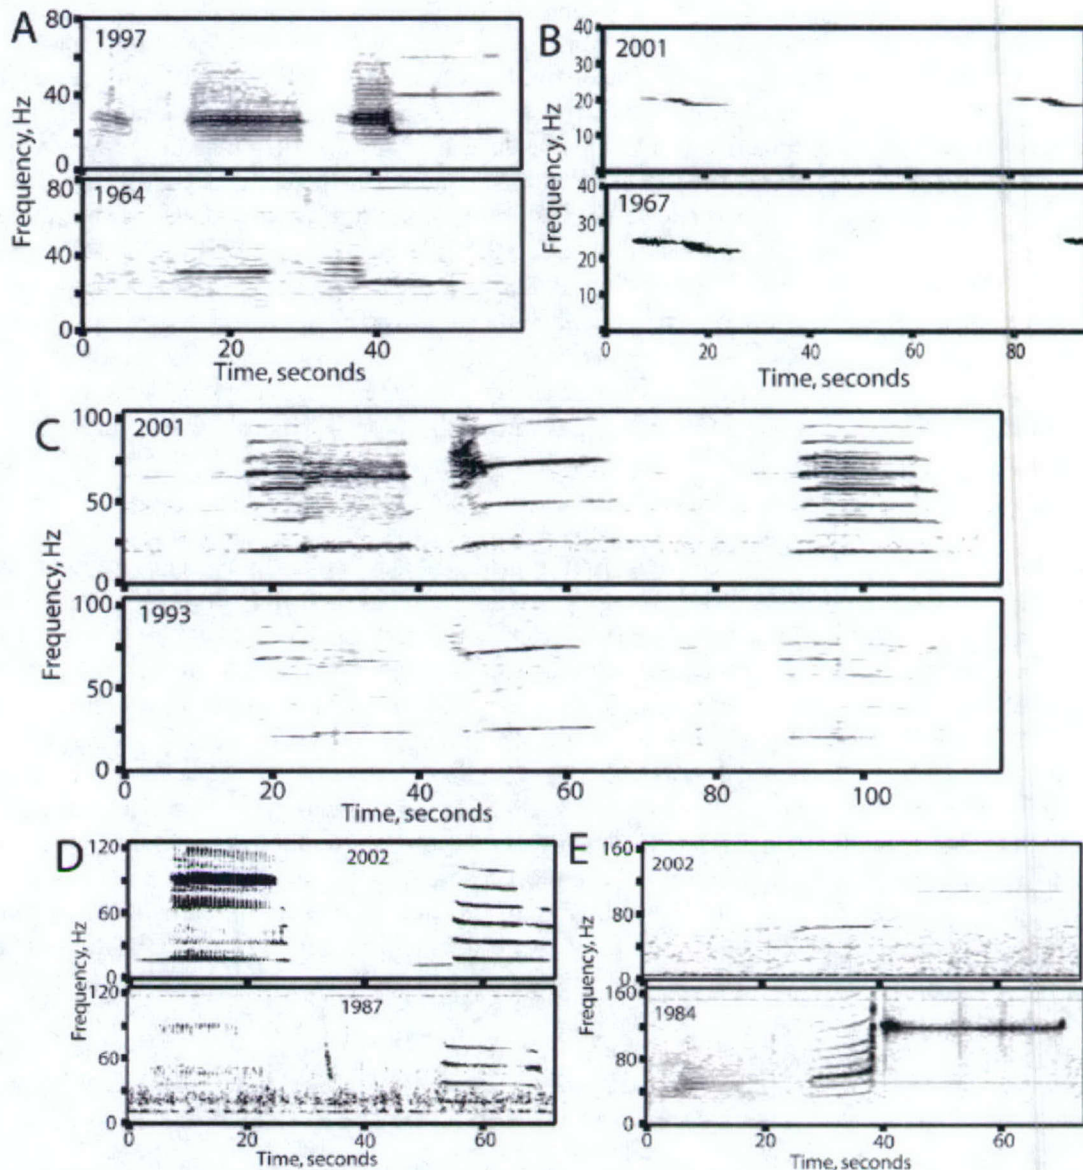 A
1997
80
40
0
Frequency, Hz
1964
80
40
0
0 20 40
Time, seconds
B
2001
40
30
20
10
Frequency, Hz
1967
40
30
20
10
0
0 20 40 60 80
Time, seconds
C
2001
100
50
0
Frequency, Hz
1993
100
50
0
0 20 40 60 80 100
Time, seconds
D
2002
120
60
0
Frequency, Hz
1987
120
60
0
0 20 40 60
Time, seconds
E
2002
160
80
0
Frequency, Hz
1984
160
80
0
0 20 40 60
Time, seconds